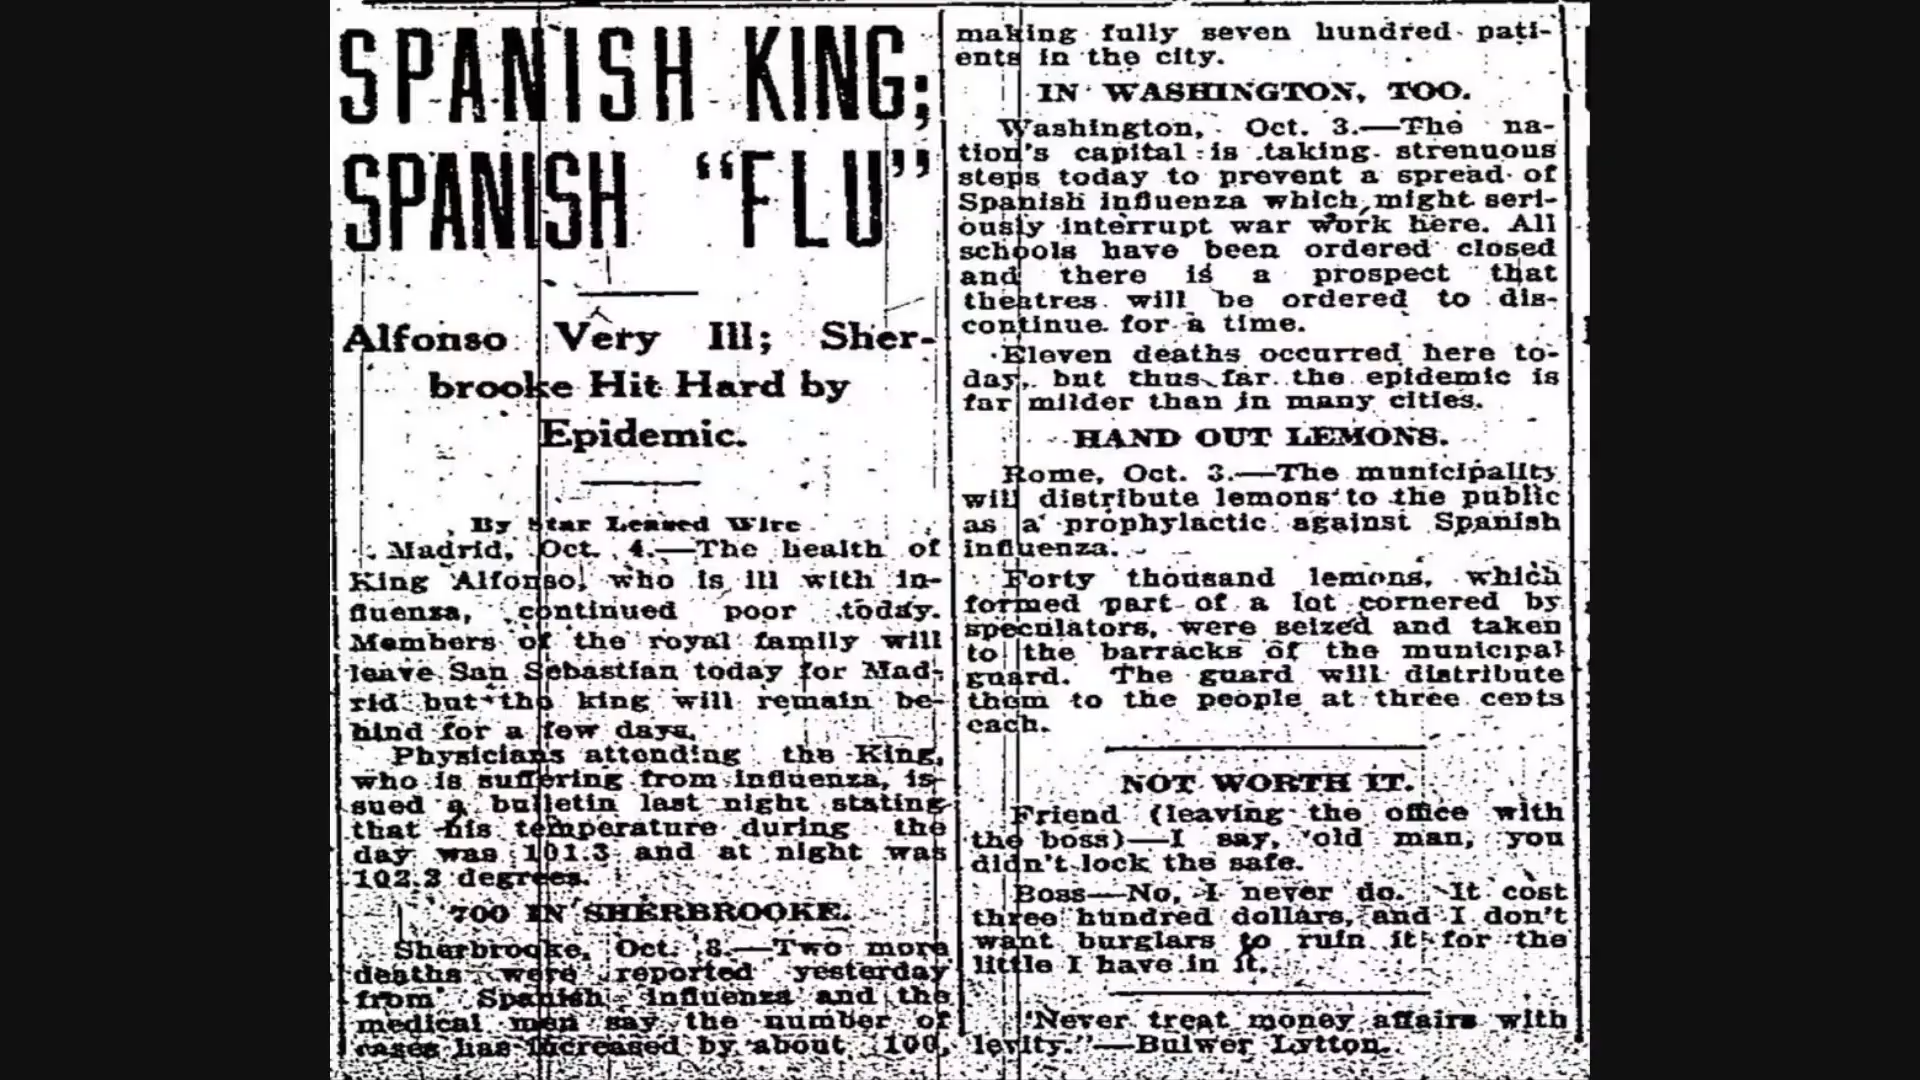 SPANISH KING;
SPANISH "FLU"
Alfonso Very Ill; Sher-
brooke Hit Hard by
Epidemic.
By Star Leased Wire
Madrid, Oct. 4.—The health of
King Alfonso, who is ill with in-
fluenza, continued poor today.
Members of the royal family will
leave San Sebastian today for Mad-
rid but the king will remain be-
hind for a few days.
Physicians attending the King,
who is suffering from influenza, is-
sued a bulletin last night stating
that his temperature during the
day was 101.3 and at night was
102.3 degrees.
700 IN SHERBROOKE.
Sherbrooke, Oct. 3.—Two more
deaths were reported yesterday
from Spanish influenza and the
medical men say the number of
cases has increased by about 100,
making fully seven hundred pati-
ents in the city.
IN WASHINGTON, TOO.
Washington, Oct. 3.—The na-
tion's capital is taking strenuous
steps today to prevent a spread of
Spanish influenza which might seri-
ously interrupt war work here. All
schools have been ordered closed
and there is a prospect that
theatres will be ordered to dis-
continue for a time.
Eleven deaths occurred here to-
day, but thus far the epidemic is
far milder than in many cities.
HAND OUT LEMONS.
Rome, Oct. 3.—The municipality
will distribute lemons to the public
as a prophylactic against Spanish
influenza.
Forty thousand lemons, which
formed part of a lot cornered by
speculators, were seized and taken
to the barracks of the municipal
guard. The guard will distribute
them to the people at three cents
each.
NOT WORTH IT.
Friend (leaving the office with
the boss)—I say, old man, you
didn't lock the safe.
Boss—No, I never do. It cost
three hundred dollars, and I don't
want burglars to ruin it for the
little I have in it.
"Never treat money affairs with
levity."—Bulwer Lytton.